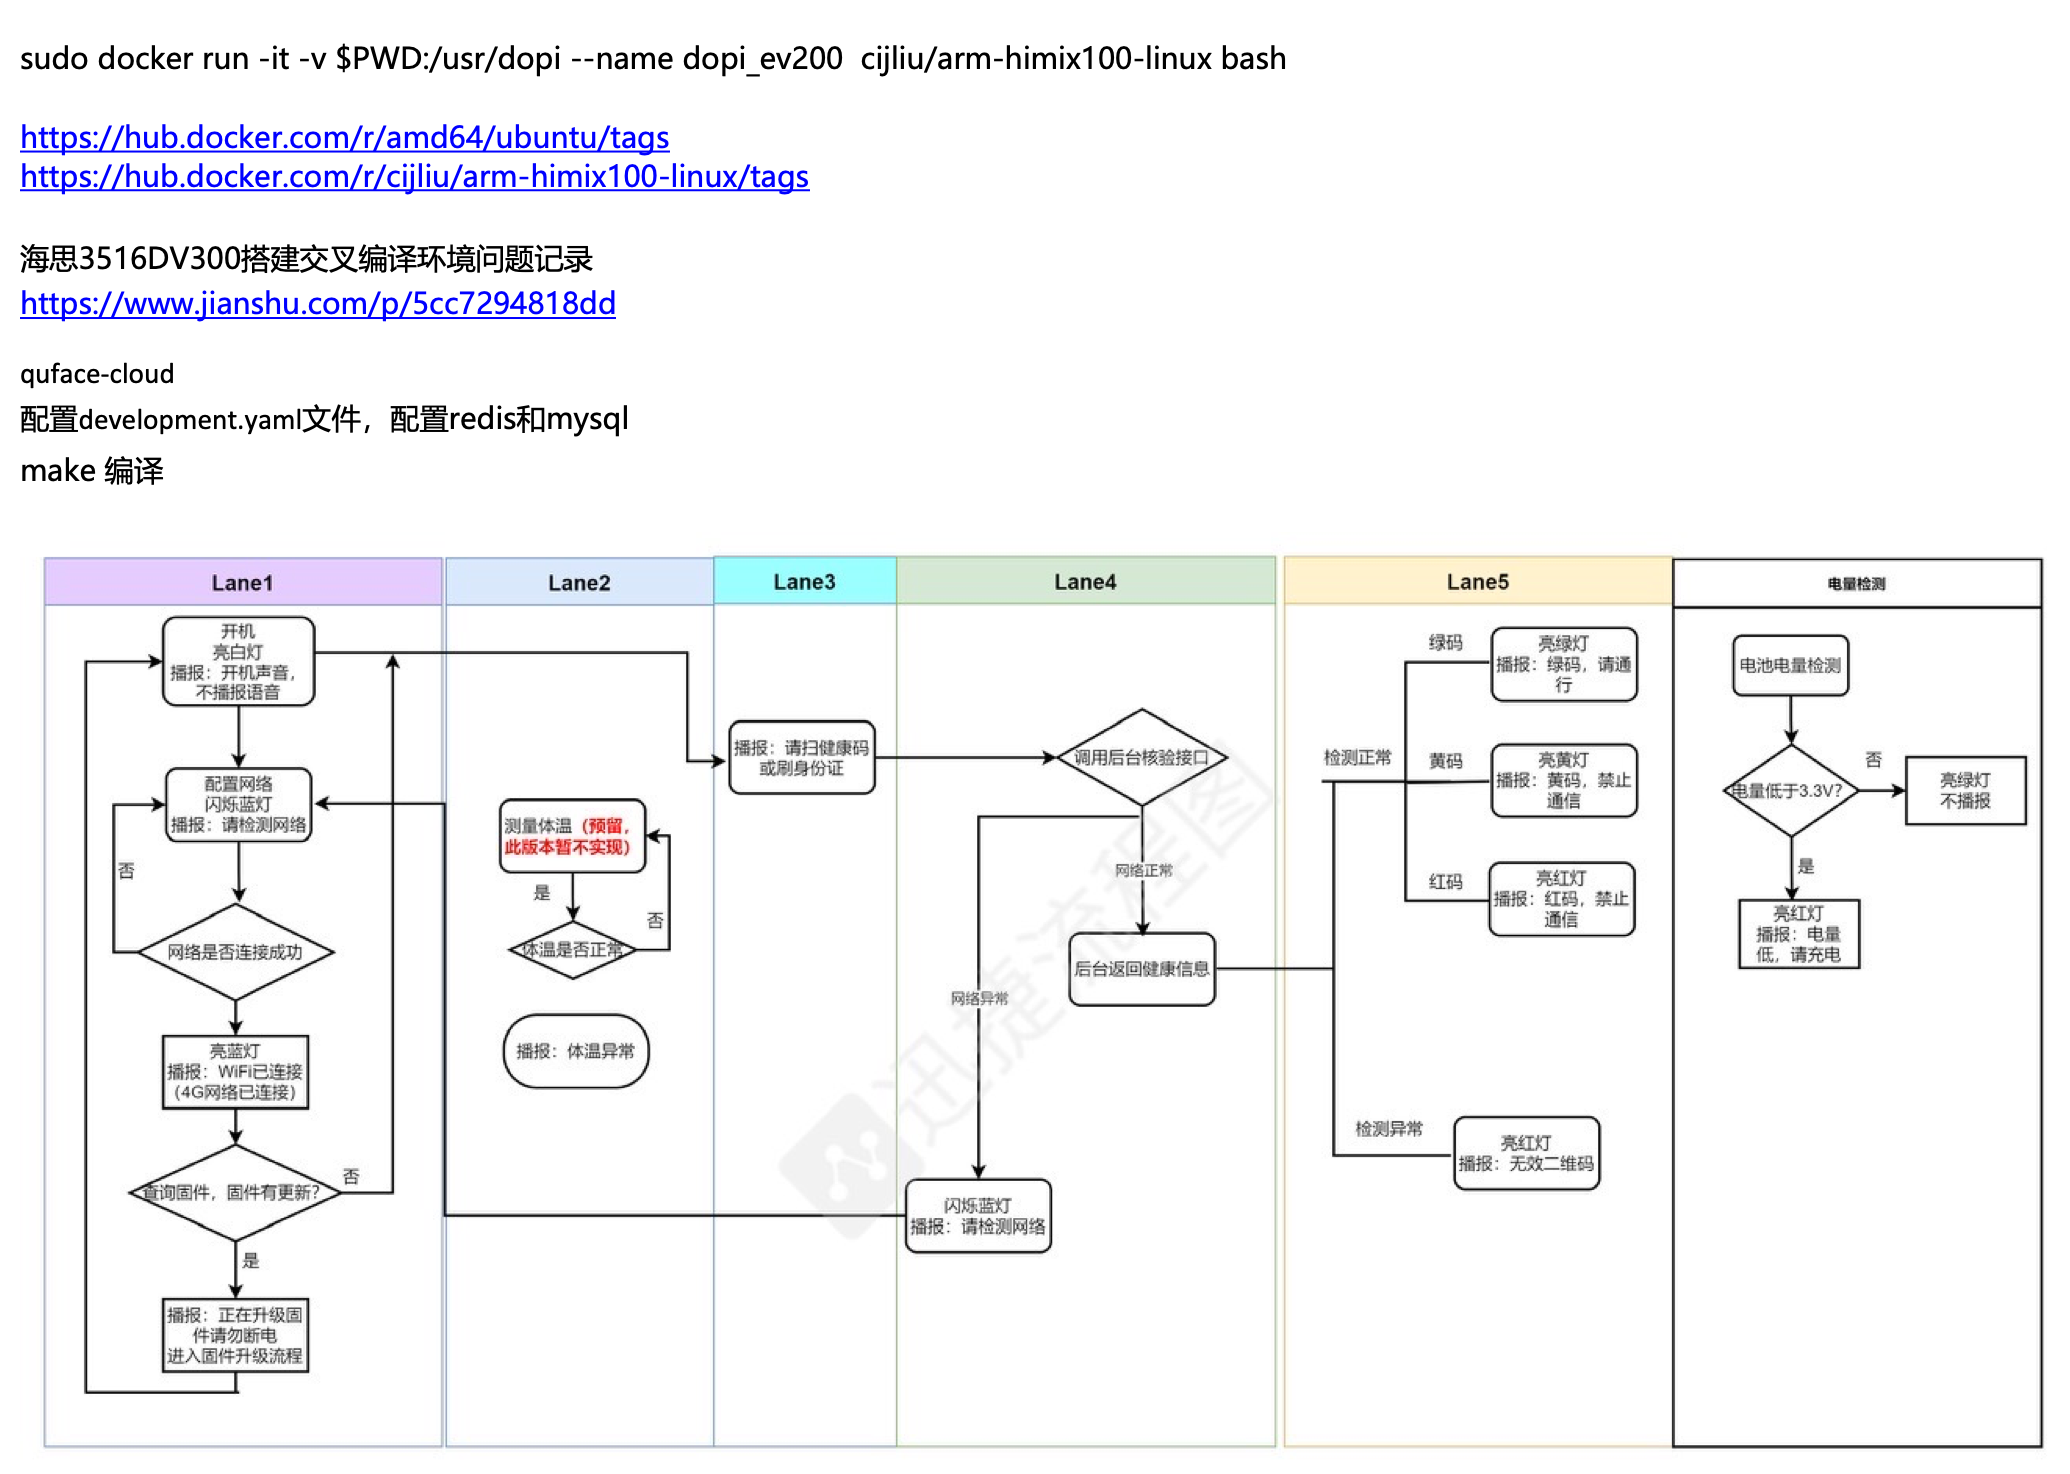 sudo docker run -it -v $PWD:/usr/dopi --name dopi_ev200  cijliu/arm-himix100-linux bash
https://hub.docker.com/r/amd64/ubuntu/tags
https://hub.docker.com/r/cijliu/arm-himix100-linux/tags
海思3516DV300搭建交叉编译环境问题记录
https://www.jianshu.com/p/5cc7294818dd
quface-cloud
配置development.yaml文件，配置redis和mysql
make 编译
Lane1
开机
亮白灯
播报：开机声音，
不播报语音
配置网络
闪烁蓝灯
播报：请检测网络
否
网络是否连接成功
亮蓝灯
播报：WiFi已连接
（4G网络已连接）
查询固件，固件有更新?
否
是
播报：正在升级固
件请勿断电
进入固件升级流程
Lane2
测量体温（预留，
此版本暂不实现）
是
否
体温是否正常
播报：体温异常
Lane3
播报：请扫健康码
或刷身份证
Lane4
调用后台核验接口
网络正常
后台返回健康信息
网络异常
闪烁蓝灯
播报：请检测网络
Lane5
绿码
亮绿灯
播报：绿码，请通
行
检测正常
黄码
亮黄灯
播报：黄码，禁止
通信
红码
亮红灯
播报：红码，禁止
通信
检测异常
亮红灯
播报：无效二维码
电量检测
电池电量检测
电量低于3.3V?
否
亮绿灯
不播报
是
亮红灯
播报：电量
低，请充电
迅捷流程图